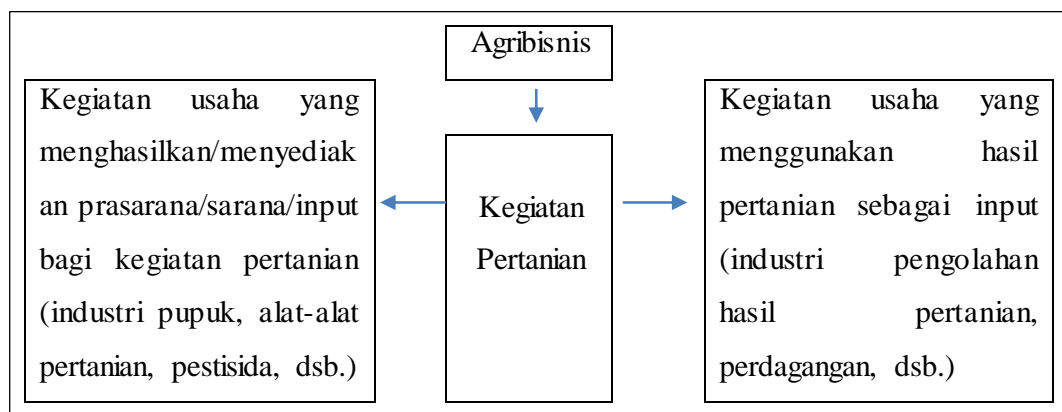 Agribisnis
Kegiatan usaha yang
menghasilkan/menyediak
an prasarana/sarana/input
bagi kegiatan pertanian
(industri pupuk, alat-alat
pertanian, pestisida, dsb.)
Kegiatan
Pertanian
Kegiatan usaha yang
menggunakan hasil
pertanian sebagai input
(industri pengolahan
hasil pertanian,
perdagangan, dsb.)